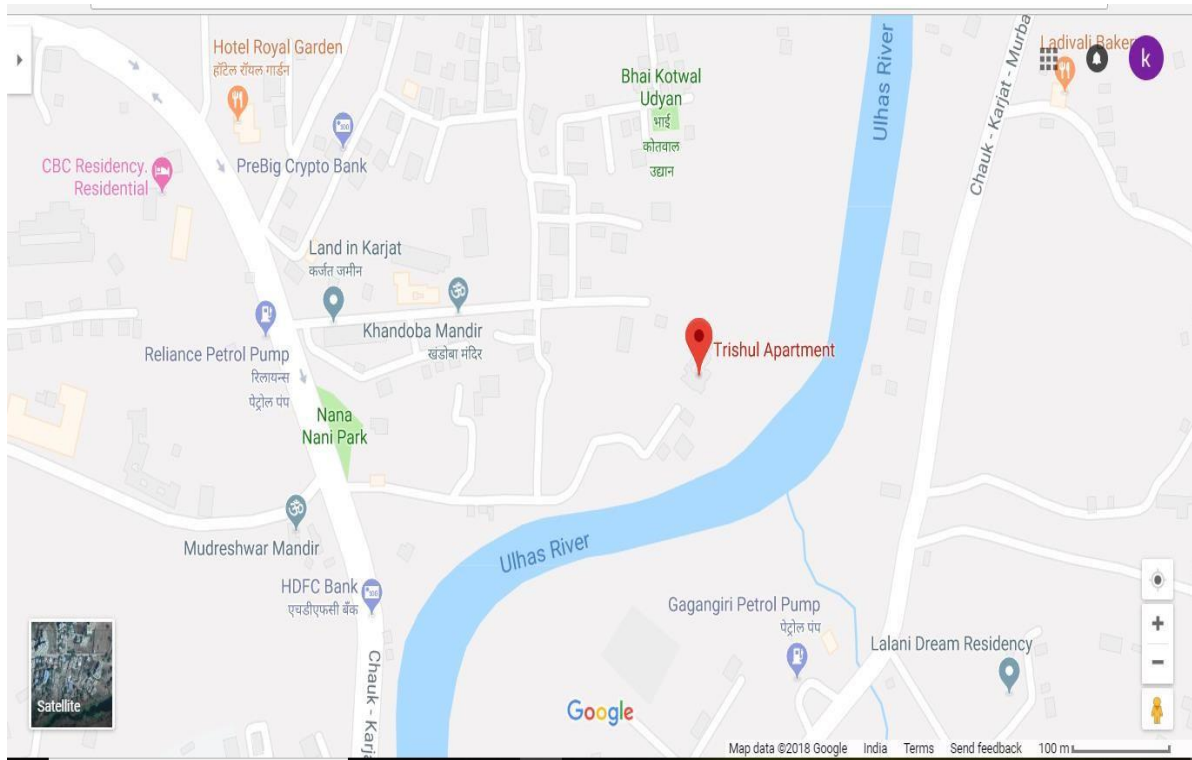 Hotel Royal Garden
हॉटेल रॉयल गार्डन
Bhai Kotwal
Udyan
भाई
कोतवाल
उद्यान
Ulhas River
Chauk - Karjat - Murba
Ladivali Baker
k
CBC Residency.
Residential
PreBig Crypto Bank
Land in Karjat
कर्जत जमीन
Khandoba Mandir
खंडोबा मंदिर
Reliance Petrol Pump
रिलायन्स
पेट्रोल पंप
Trishul Apartment
Nana
Nani Park
Mudreshwar Mandir
Ulhas River
HDFC Bank
एचडीएफसी बँक
Gagangiri Petrol Pump
पेट्रोल पंप
Lalani Dream Residency
Chauk - Karj
Satellite
Google
Map data ©2018 Google India Terms Send feedback 100 m